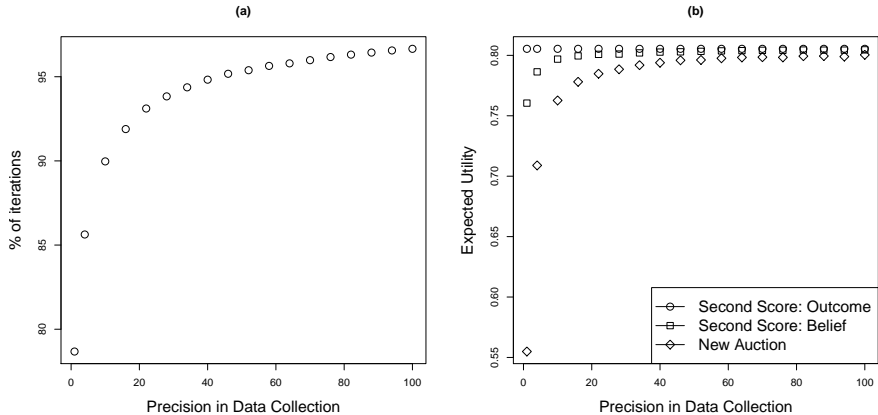 (a)
% of iterations
95
90
85
80
0 20 40 60 80 100
Precision in Data Collection
(b)
Expected Utility
0.80
0.75
0.70
0.65
0.60
0.55
Second Score: Outcome
Second Score: Belief
New Auction
0 20 40 60 80 100
Precision in Data Collection